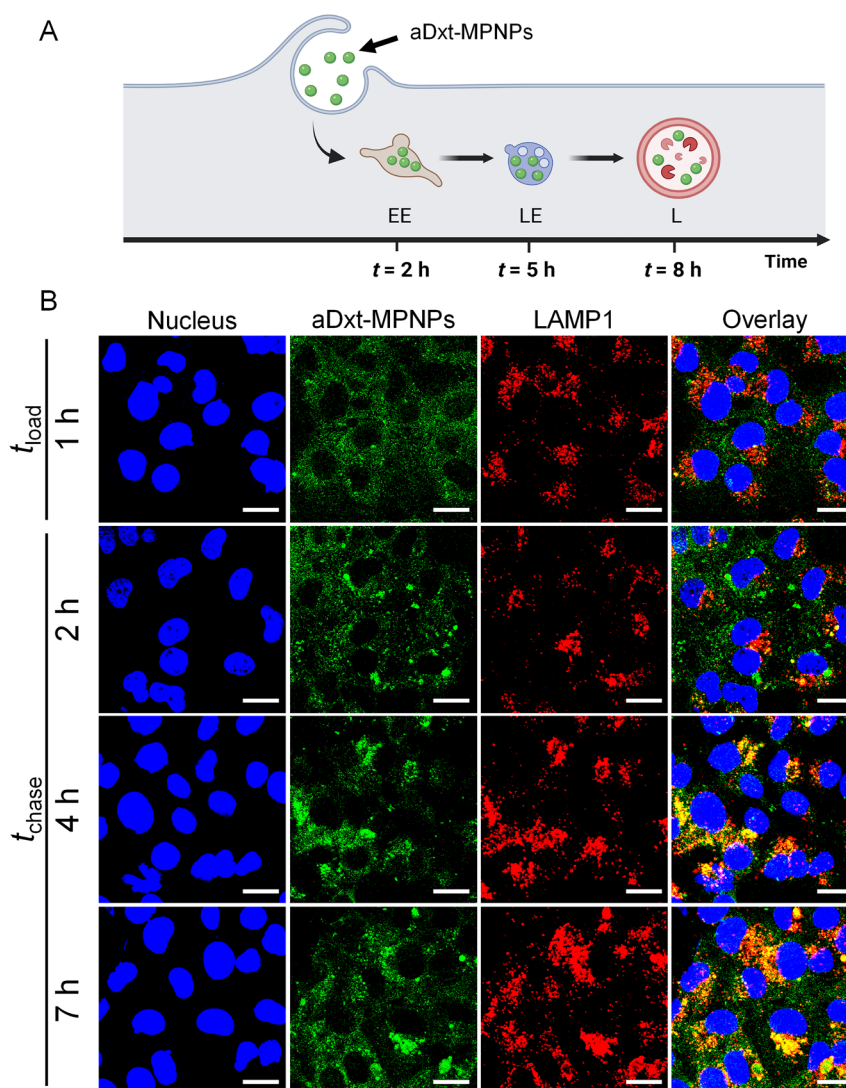 A
aDxt-MPNPs
EE
LE
L
t = 2 h
t = 5 h
t = 8 h
Time
B
Nucleus
aDxt-MPNPs
LAMP1
Overlay
tload
1 h
tchase
2 h
4 h
7 h